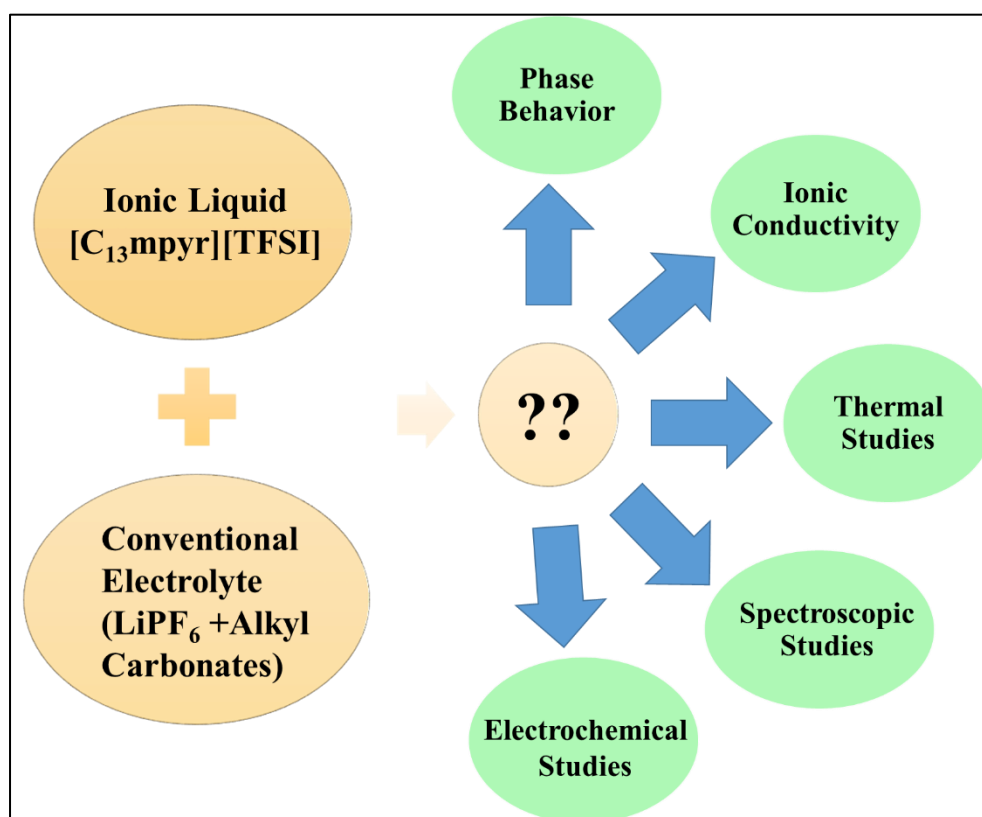 Phase
Behavior
Ionic Liquid
[C₁₃mpyr][TFSI]
Ionic
Conductivity
??
Thermal
Studies
Conventional
Electrolyte
(LiPF₆ +Alkyl
Carbonates)
Spectroscopic
Studies
Electrochemical
Studies